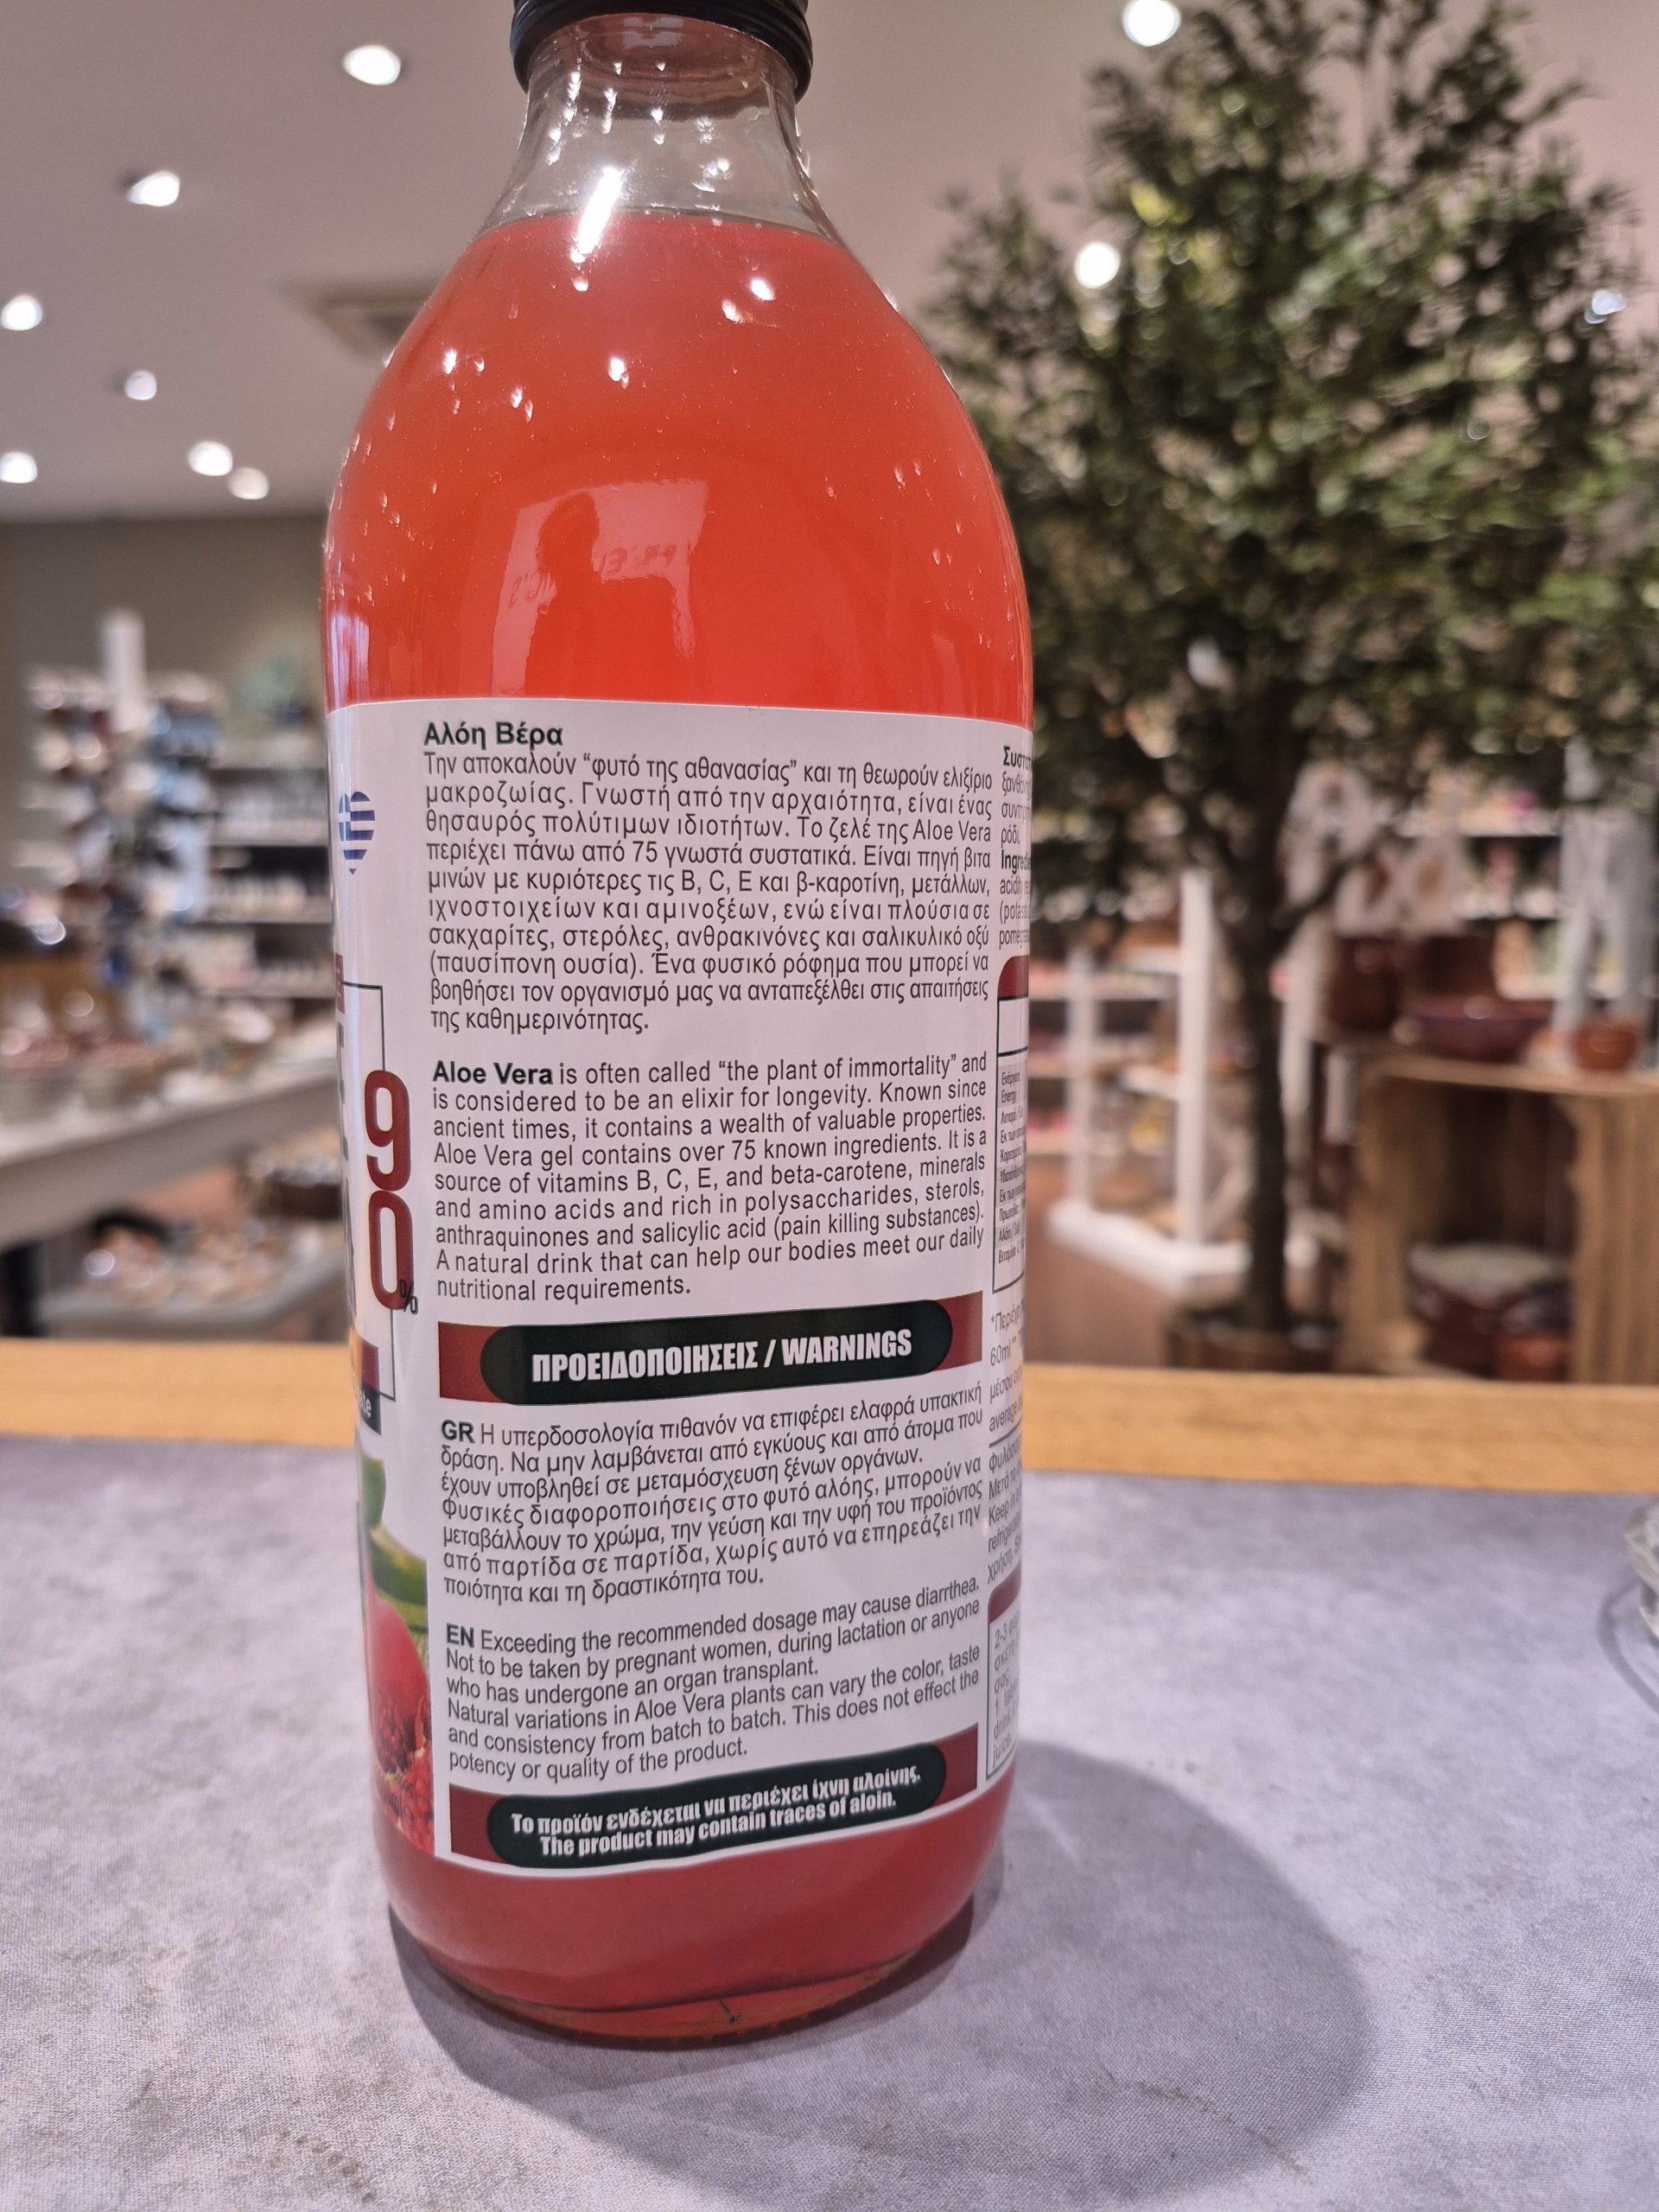 Αλόη Βέρα
Την αποκαλούν “φυτό της αθανασίας” και τη θεωρούν ελιξίριο
μακροζωίας. Γνωστή από την αρχαιότητα, είναι ένας
θησαυρός πολύτιμων ιδιοτήτων. Το ζελέ της Aloe Vera
περιέχει πάνω από 75 γνωστά συστατικά. Είναι πηγή βιτα
μινών με κυριότερες τις B, C, E και β-καροτίνη, μετάλλων,
ιχνοστοιχείων και αμινοξέων, ενώ είναι πλούσια σε
σακχαρίτες, στερόλες, ανθρακινόνες και σαλικυλικό οξύ
(παυσίπονη ουσία). Ένα φυσικό ρόφημα που μπορεί να
βοηθήσει τον οργανισμό μας να ανταπεξέλθει στις απαιτήσεις
της καθημερινότητας.
Aloe Vera is often called “the plant of immortality” and
is considered to be an elixir for longevity. Known since
ancient times, it contains a wealth of valuable properties.
Aloe Vera gel contains over 75 known ingredients. It is a
source of vitamins B, C, E, and beta-carotene, minerals
and amino acids and rich in polysaccharides, sterols,
anthraquinones and salicylic acid (pain killing substances).
A natural drink that can help our bodies meet our daily
nutritional requirements.
90%
ΠΡΟΕΙΔΟΠΟΙΗΣΕΙΣ / WARNINGS
GR Η υπερδοσολογία πιθανόν να επιφέρει ελαφρά υπακτική
δράση. Να μην λαμβάνεται από εγκύους και από άτομα που
έχουν υποβληθεί σε μεταμόσχευση ξένων οργάνων.
Φυσικές διαφοροποιήσεις στο φυτό αλόης, μπορούν να
μεταβάλλουν το χρώμα, την γεύση και την υφή του προϊόντος
από παρτίδα σε παρτίδα, χωρίς αυτό να επηρεάζει την
ποιότητα και τη δραστικότητα του.
EN Exceeding the recommended dosage may cause diarrthea.
Not to be taken by pregnant women, during lactation or anyone
who has undergone an organ transplant.
Natural variations in Aloe Vera plants can vary the color, taste
and consistency from batch to batch. This does not effect the
potency or quality of the product.
Το προϊόν ενδέχεται να περιέχει ίχνη αλοίνης.
The product may contain traces of aloin.
60ml
Energy